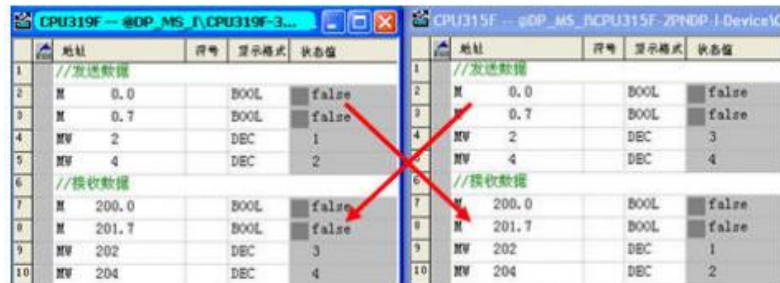 CPU319F -- @DP_MS_I\CPU319F-3...
地址 符号 显示格式 状态值
1 //发送数据
2 M 0.0 BOOL false
3 M 0.7 BOOL false
4 MW 2 DEC 1
5 MW 4 DEC 2
6 //接收数据
7 M 200.0 BOOL false
8 M 201.7 BOOL false
9 MW 202 DEC 3
10 MW 204 DEC 4
CPU315F -- @DP_MS_I\CPU315F-2PNDP-I-Device\C
地址 符号 显示格式 状态值
1 //发送数据
2 M 0.0 BOOL false
3 M 0.7 BOOL false
4 MW 2 DEC 3
5 MW 4 DEC 4
6 //接收数据
7 M 200.0 BOOL false
8 M 201.7 BOOL false
9 MW 202 DEC 1
10 MW 204 DEC 2